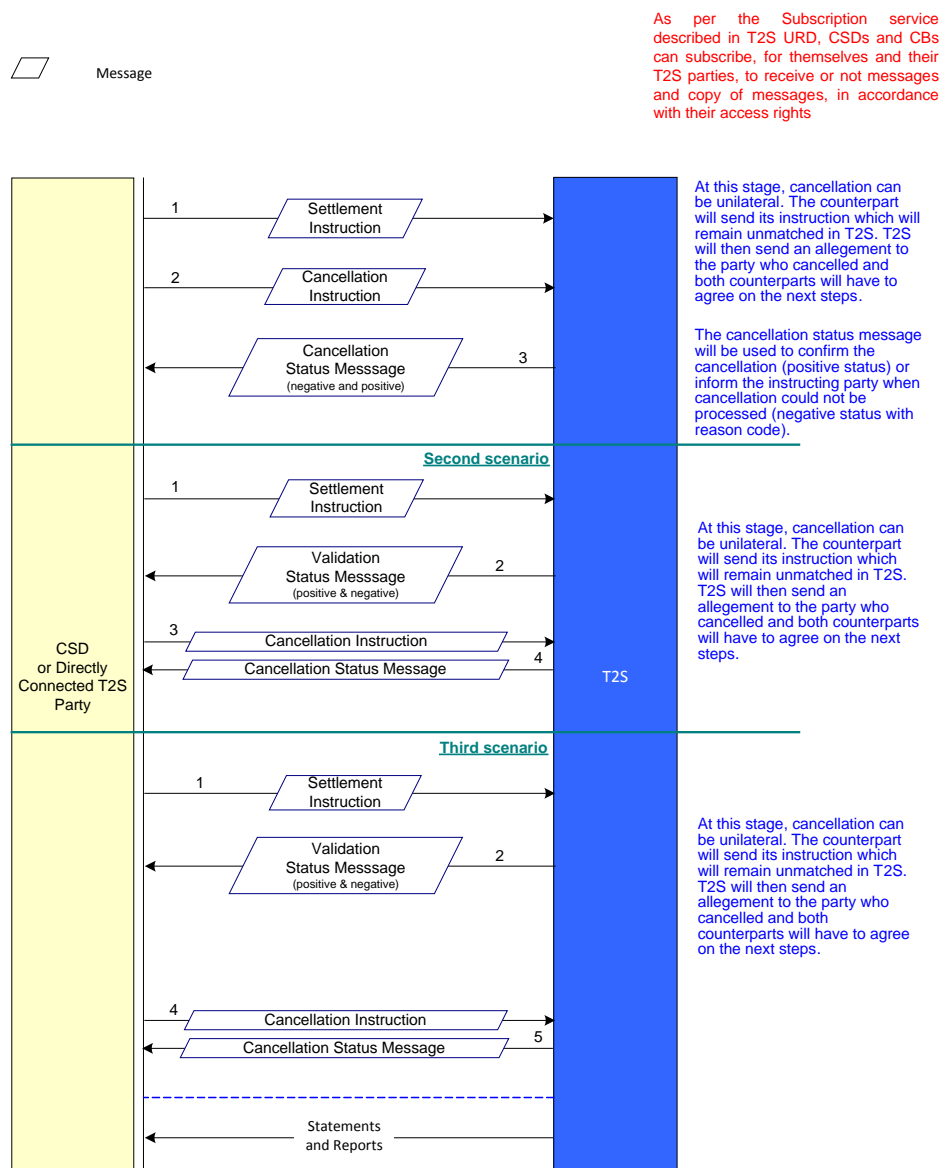 As per the Subscription service
described in T2S URD, CSDs and CBs
can subscribe, for themselves and their
T2S parties, to receive or not messages
and copy of messages, in accordance
with their access rights
Message
1
Settlement
Instruction
2
Cancellation
Instruction
Cancellation
Status Messsage
(negative and positive)
3
At this stage, cancellation can
be unilateral. The counterpart
will send its instruction which will
remain unmatched in T2S. T2S
will then send an allegement to
the party who cancelled and
both counterparts will have to
agree on the next steps.
The cancellation status message
will be used to confirm the
cancellation (positive status) or
inform the instructing party when
cancellation could not be
processed (negative status with
reason code).
Second scenario
1
Settlement
Instruction
Validation
Status Messsage
(positive & negative)
2
3
Cancellation Instruction
Cancellation Status Message
4
At this stage, cancellation can
be unilateral. The counterpart
will send its instruction which
will remain unmatched in T2S.
T2S will then send an
allegement to the party who
cancelled and both counterparts
will have to agree on the next
steps.
CSD
or Directly
Connected T2S
Party
T2S
Third scenario
1
Settlement
Instruction
Validation
Status Messsage
(positive & negative)
2
At this stage, cancellation can
be unilateral. The counterpart
will send its instruction which
will remain unmatched in T2S.
T2S will then send an
allegement to the party who
cancelled and both
counterparts will have to agree
on the next steps.
4
Cancellation Instruction
Cancellation Status Message
5
Statements
and Reports